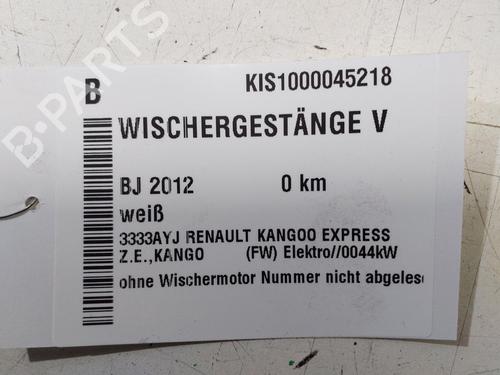 B KIS1000045218
WISCHERGESTÄNGE V
BJ 2012 0 km
weiß
3333AYJ RENAULT KANGOO EXPRESS
Z.E.,KANGO (FW) Elektro//0044kW
ohne Wischermotor Nummer nicht abgelese
B-PARTS